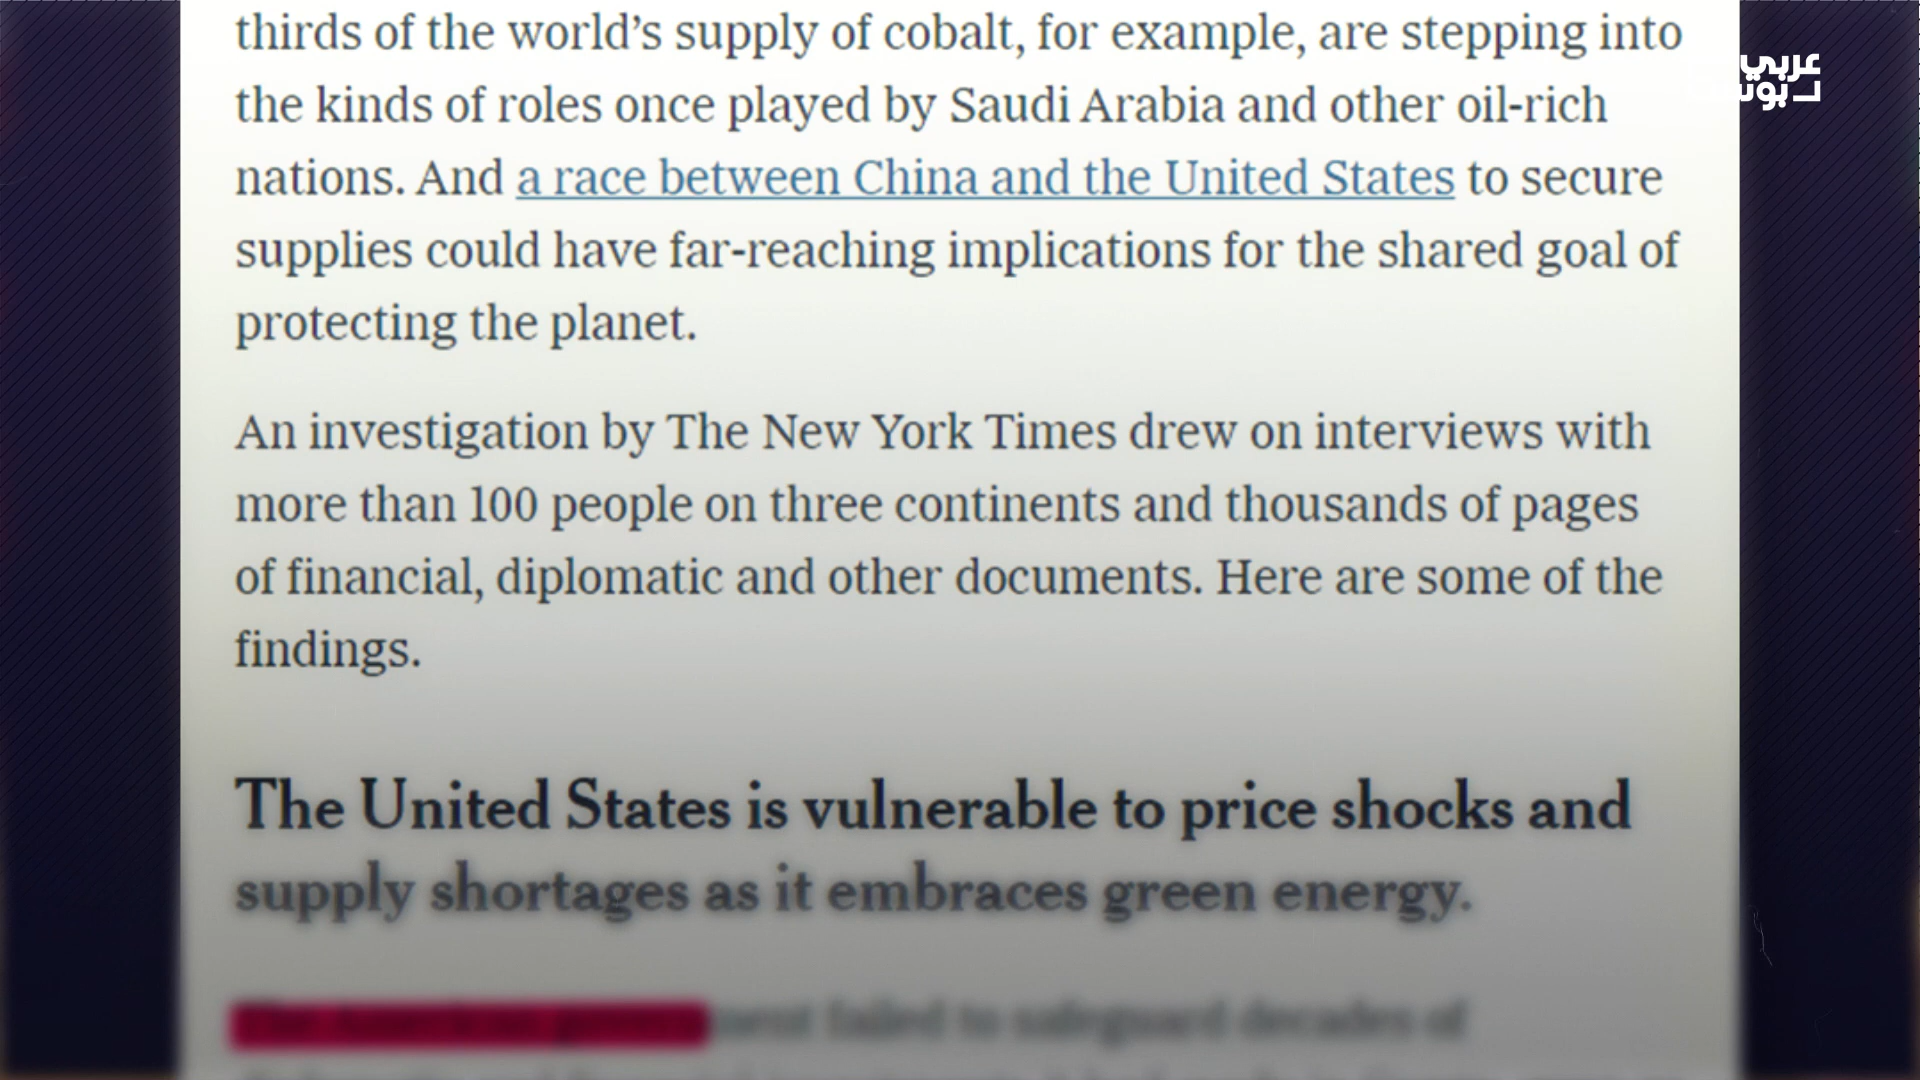 thirds of the world’s supply of cobalt, for example, are stepping into
the kinds of roles once played by Saudi Arabia and other oil-rich
nations. And a race between China and the United States to secure
supplies could have far-reaching implications for the shared goal of
protecting the planet.
An investigation by The New York Times drew on interviews with
more than 100 people on three continents and thousands of pages
of financial, diplomatic and other documents. Here are some of the
findings.
The United States is vulnerable to price shocks and
supply shortages as it embraces green energy.
failed to safeguard decades of
عربي
بوست